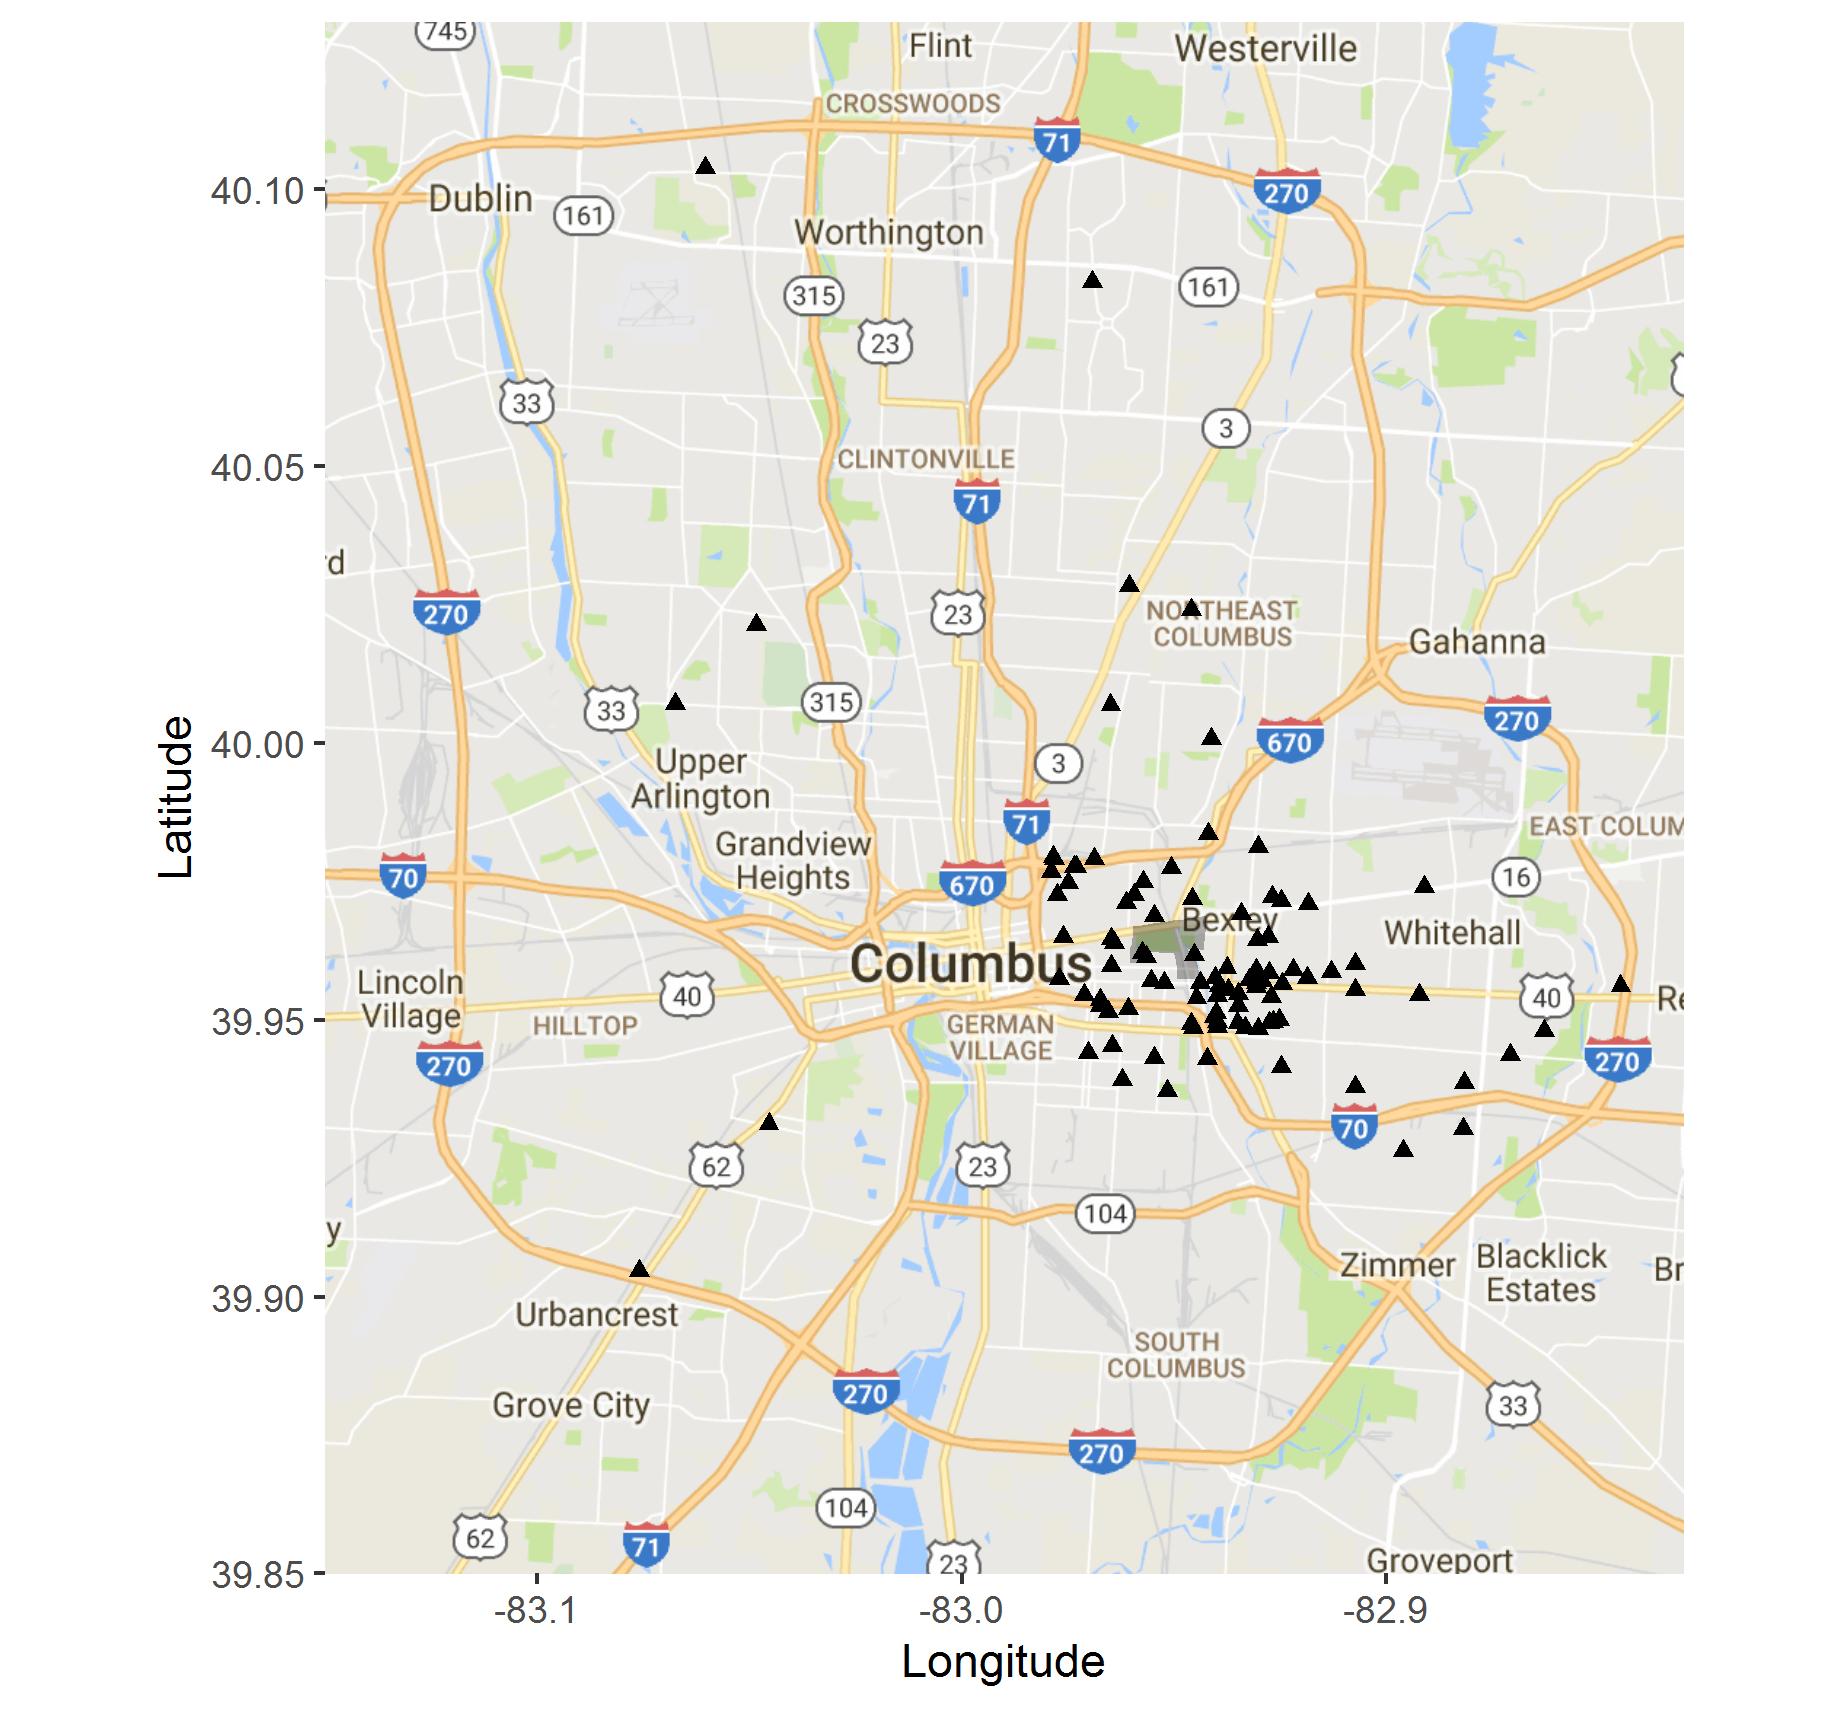 745
Flint
Westerville
CROSSWOODS
71
40.10
Dublin
161
270
Worthington
315
161
23
33
3
40.05
CLINTONVILLE
71
rd
270
23
NORTHEAST
COLUMBUS
Gahanna
33
315
270
Latitude
40.00
670
3
Upper
Arlington
71
EAST COLUM
Grandview
Heights
70
670
16
Bexley
Whitehall
Columbus
Lincoln
Village
40
40
Re
HILLTOP
39.95
GERMAN
VILLAGE
270
270
70
62
23
104
y
Zimmer
Blacklick
Estates
Br
39.90
Urbancrest
SOUTH
COLUMBUS
270
Grove City
33
270
104
62
71
23
Groveport
39.85
-83.1
-83.0
-82.9
Longitude